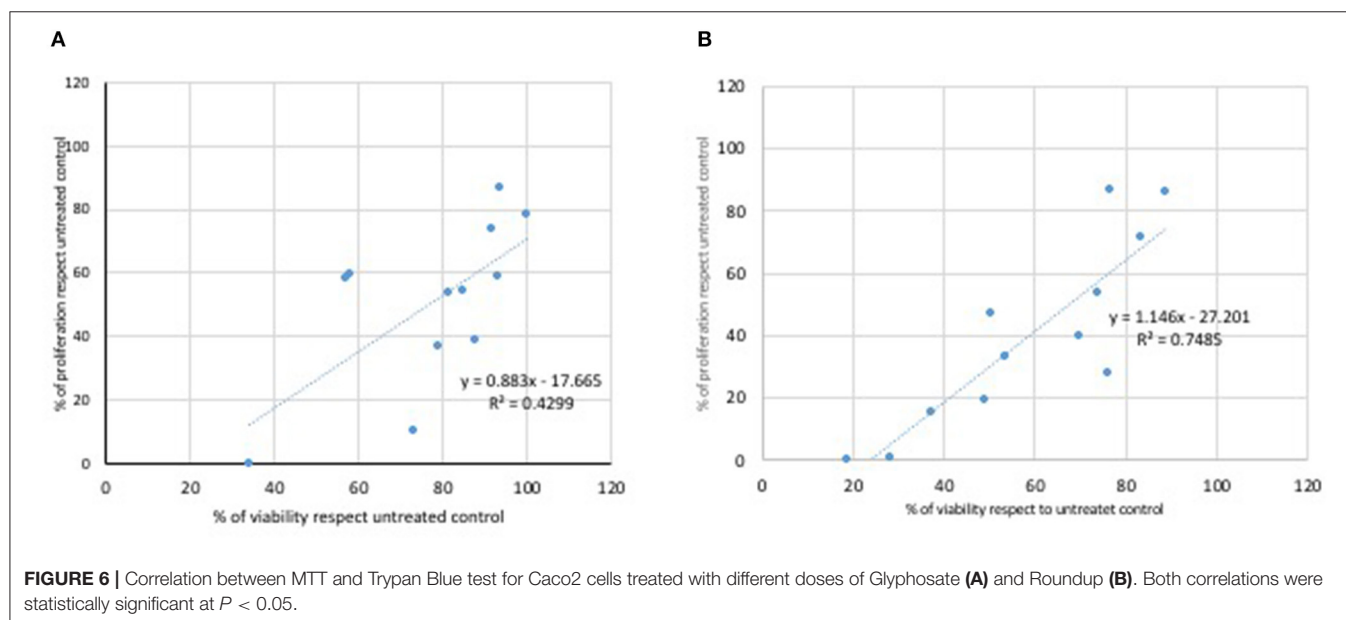 A
120
100
80
60
40
20
0
0 20 40 60 80 100 120
% of proliferation respect untreated control
% of viability respect untreated control
y = 0.883x - 17.665
R² = 0.4299
B
120
100
80
60
40
20
0
0 20 40 60 80 100 120
% of proliferation respect untreated control
% of viability respect to untreatet control
y = 1.146x - 27.201
R² = 0.7485
FIGURE 6 | Correlation between MTT and Trypan Blue test for Caco2 cells treated with different doses of Glyphosate (A) and Roundup (B). Both correlations were
statistically significant at P < 0.05.